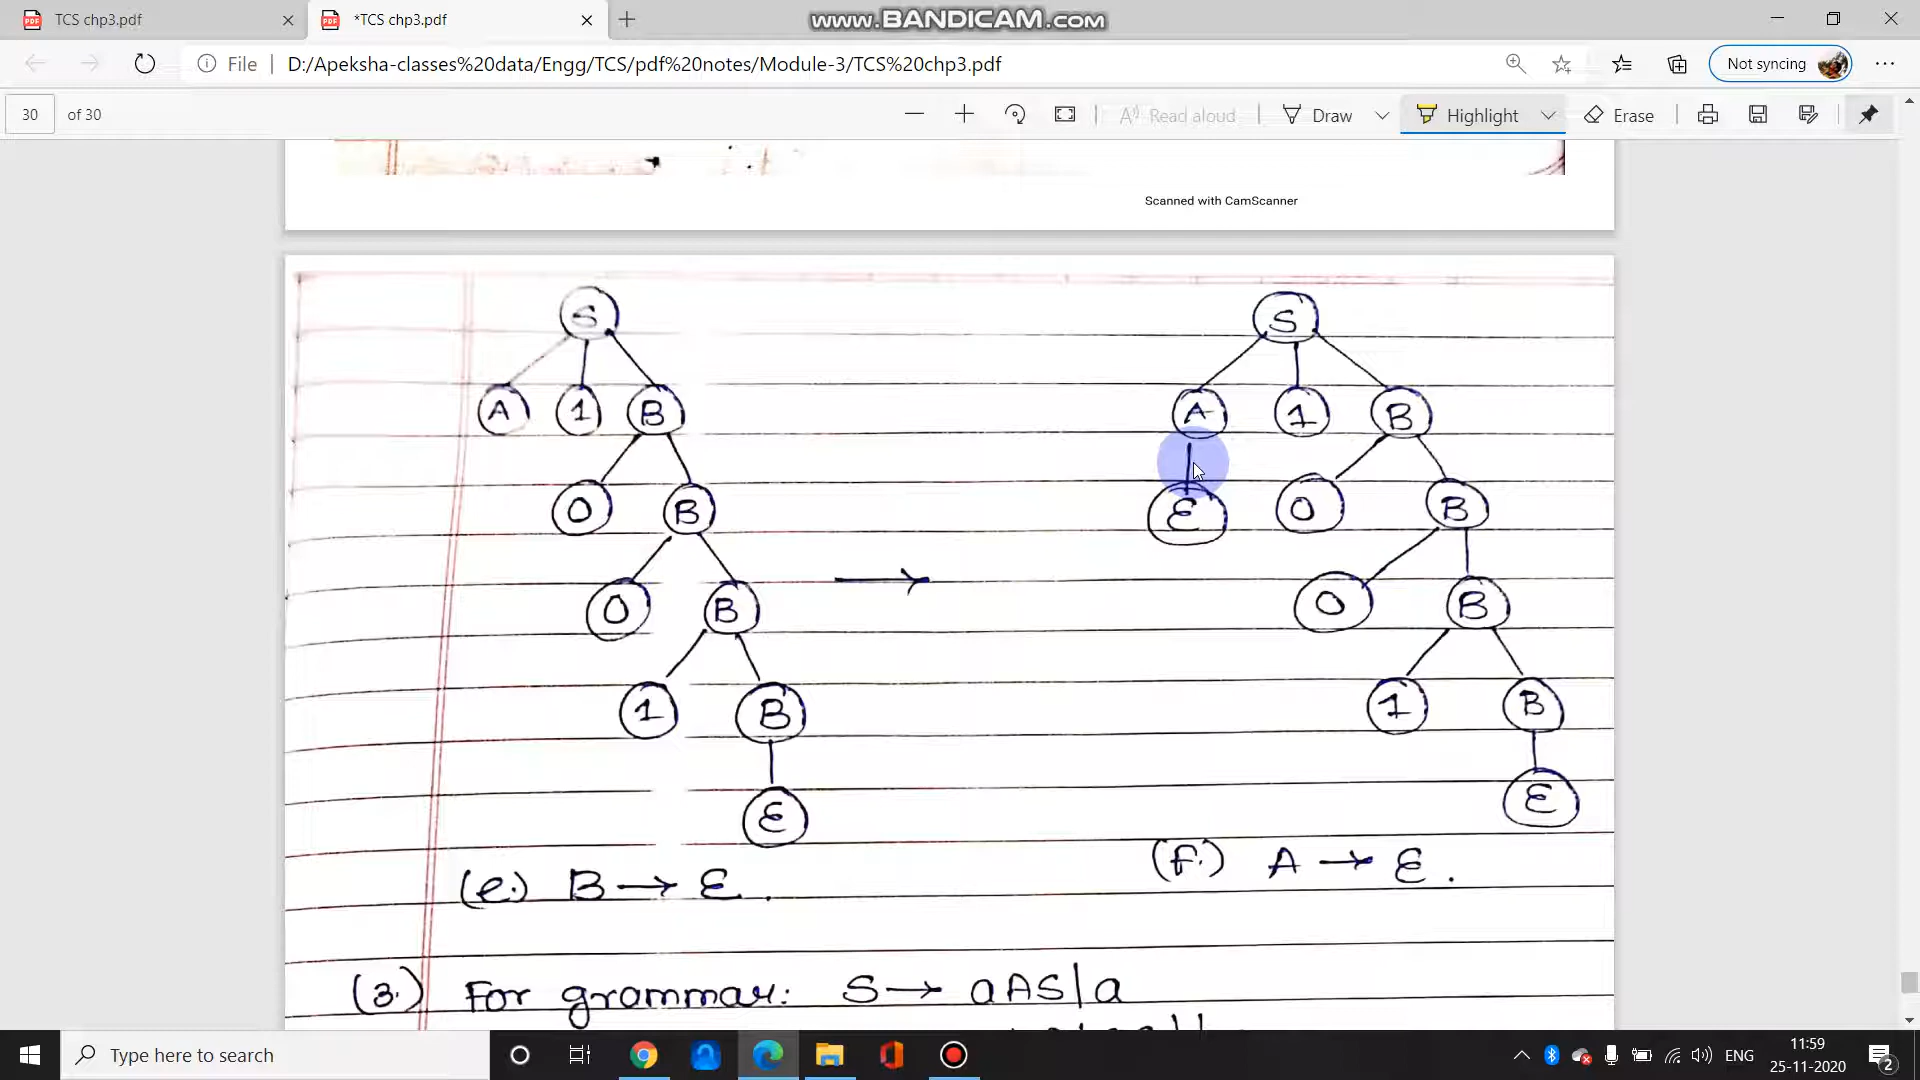 TCS chp3.pdf
*TCS chp3.pdf
www.BANDICAM.com
File
D:/Apeksha-classes%20data/Engg/TCS/pdf%20notes/Module-3/TCS%20chp3.pdf
Not syncing
30 of 30
Read aloud
Draw
Highlight
Erase
Scanned with CamScanner
S S
A 1 B A 1 B
0 B ε 0 B
0 B → 0 B
1 B 1 B
ε ε
(e.) B → ε. (f.) A → ε.
(3.) For grammar: S → aAS|a
Type here to search
ENG
11:59
25-11-2020
2